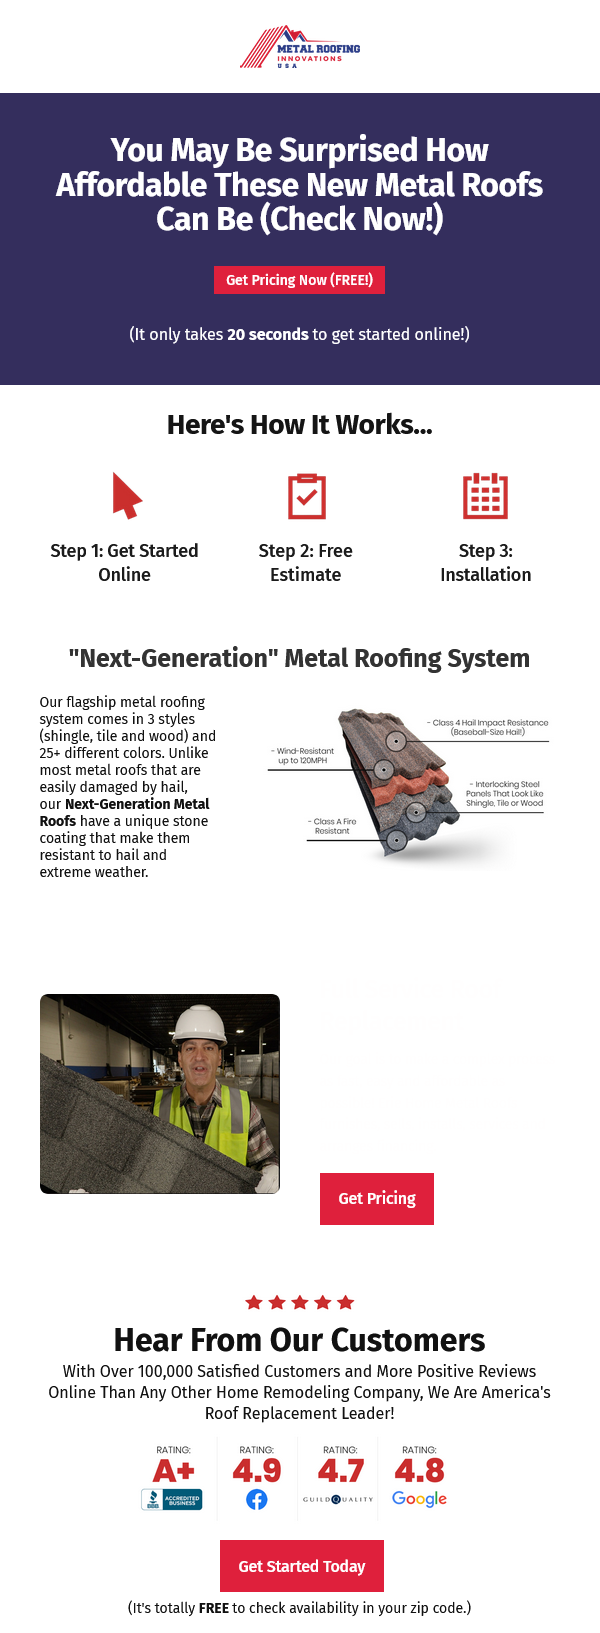 METAL ROOFING
INNOVATIONS
USA
You May Be Surprised How
Affordable These New Metal Roofs
Can Be (Check Now!)
Get Pricing Now (FREE!)
(It only takes 20 seconds to get started online!)
Here's How It Works...
Step 1: Get Started
Online
Step 2: Free
Estimate
Step 3:
Installation
"Next-Generation" Metal Roofing System
Our flagship metal roofing
system comes in 3 styles
(shingle, tile and wood) and
25+ different colors. Unlike
most metal roofs that are
easily damaged by hail,
our Next-Generation Metal
Roofs have a unique stone
coating that make them
resistant to hail and
extreme weather.
- Class 4 Hail Impact Resistance
(Baseball-Size Hail!)
- Wind-Resistant
up to 120MPH
- Interlocking Steel
Panels That Look Like
Shingle, Tile or Wood
- Class A Fire
Resistant
Get Pricing
Hear From Our Customers
With Over 100,000 Satisfied Customers and More Positive Reviews
Online Than Any Other Home Remodeling Company, We Are America's
Roof Replacement Leader!
RATING:
A+
BBB
ACCREDITED
BUSINESS
RATING:
4.9
RATING:
4.7
GUILDQUALITY
RATING:
4.8
Google
Get Started Today
(It's totally FREE to check availability in your zip code.)